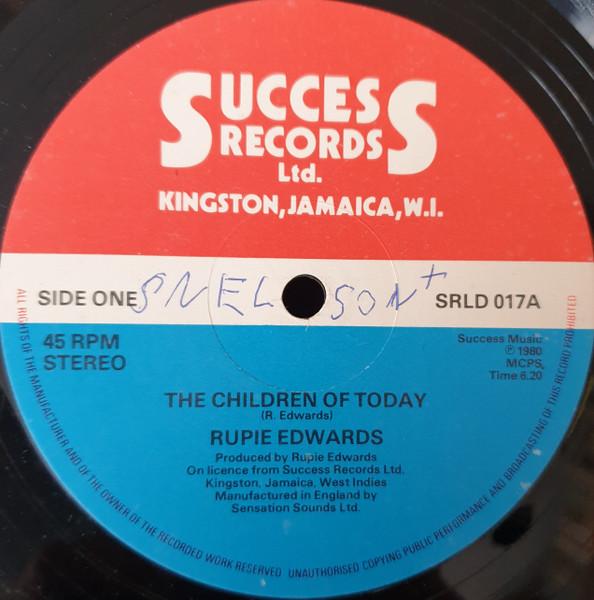 SUCCESS
RECORDS
Ltd.
KINGSTON, JAMAICA, W.I.
SIDE ONE SNELSON+ SRLD 017A
45 RPM
STEREO
Success Music
℗ 1980
MCPS
Time 6.20
THE CHILDREN OF TODAY
(R. Edwards)
RUPIE EDWARDS
Produced by Rupie Edwards
On licence from Success Records Ltd.
Kingston, Jamaica, West Indies
Manufactured in England by
Sensation Sounds Ltd.
ALL RIGHTS OF THE MANUFACTURER AND OF THE OWNER OF THE RECORDED WORK RESERVED UNAUTHORISED COPYING PUBLIC PERFORMANCE AND BROADCASTING OF THIS RECORD PROHIBITED